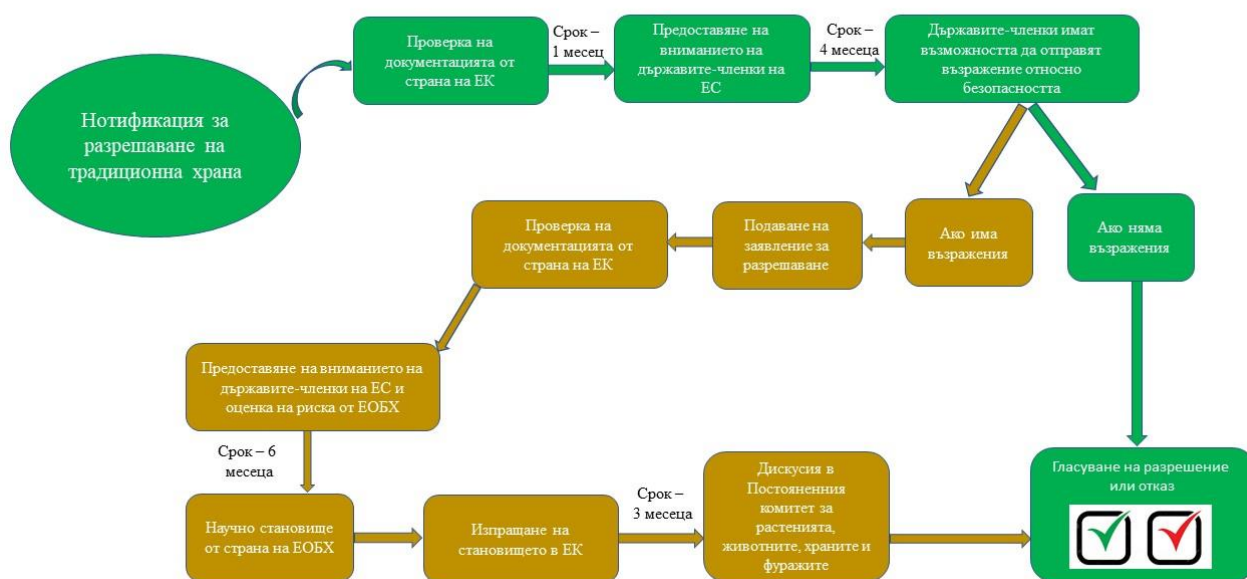 Нотификация за
разрешаване на
традиционна храна
Проверка на
документацията от
страна на ЕК
Срок –
1 месец
Предоставяне на
вниманието на
държавите-членки на
ЕС
Срок –
4 месеца
Държавите-членки имат
възможността да отправят
възражение относно
безопасността
Ако няма
възражения
Ако има
възражения
Подаване на
заявление за
разрешаване
Проверка на
документацията от
страна на ЕК
Предоставяне на вниманието на
държавите-членки на ЕС и
оценка на риска от ЕОБХ
Срок – 6
месеца
Научно становище
от страна на ЕОБХ
Изпращане на
становището в ЕК
Срок –
3 месеца
Дискусия в
Постоянения
комитет за
растенията,
животните, храните и
фуражите
Гласуване на разрешение
или отказ